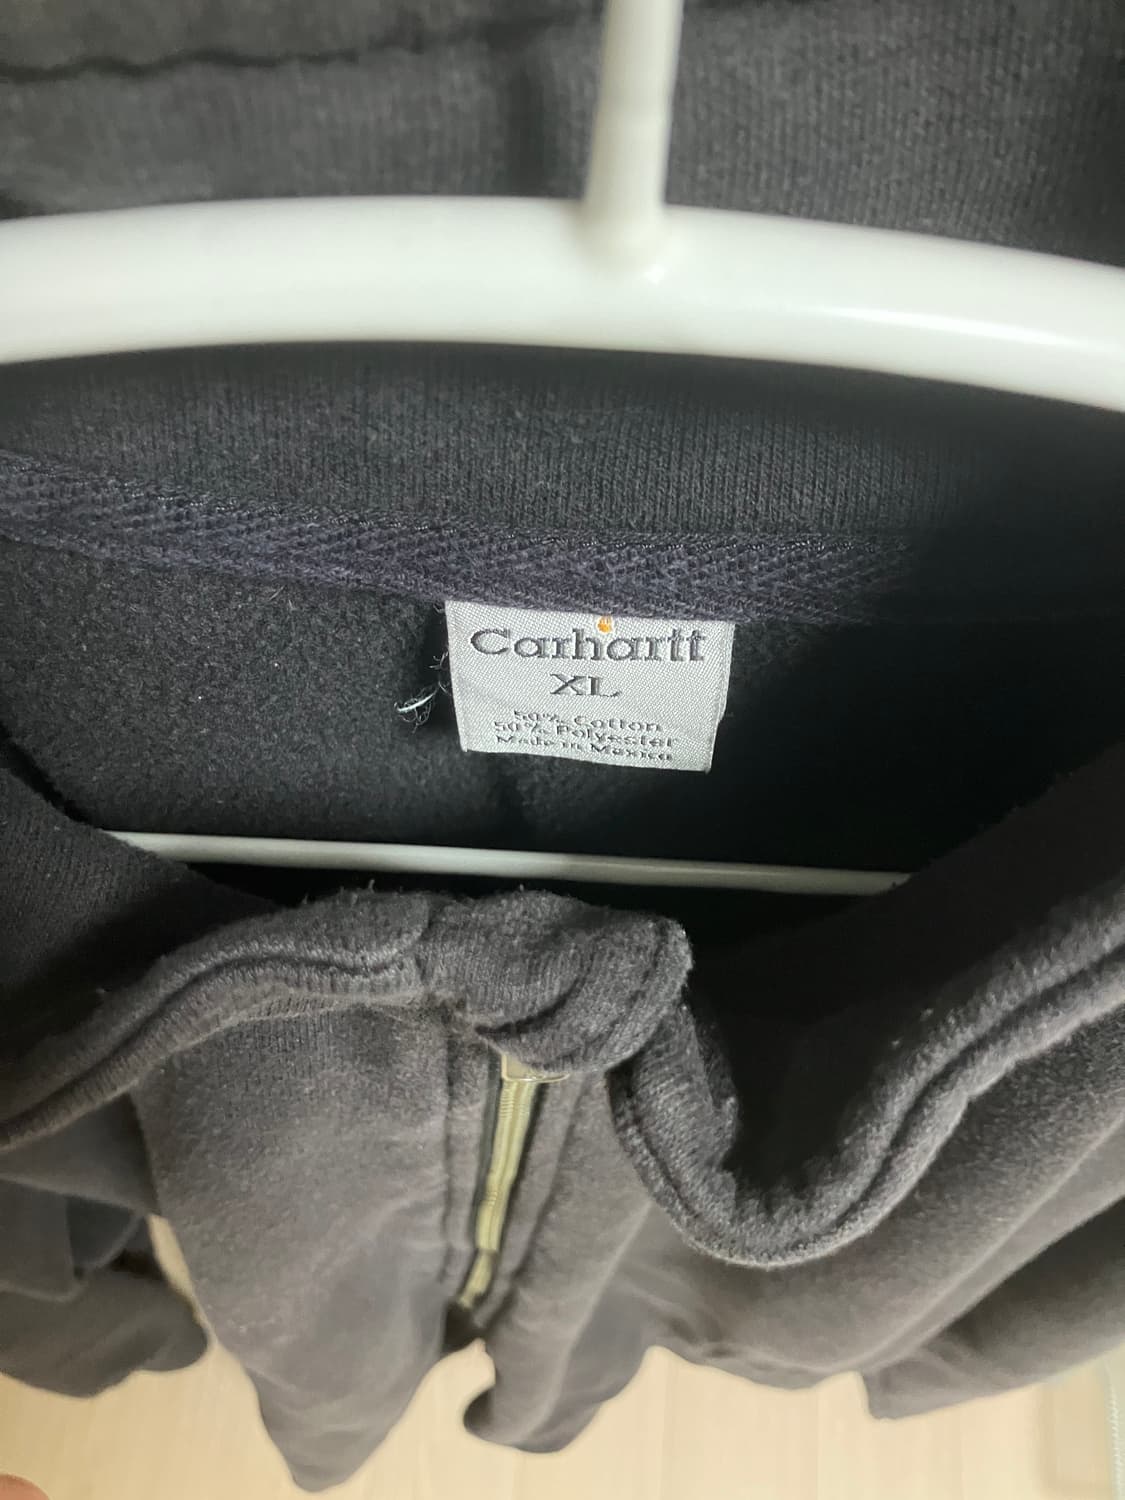 Carhartt
XL
50% Cotton
50% Polyester
Made in Mexico